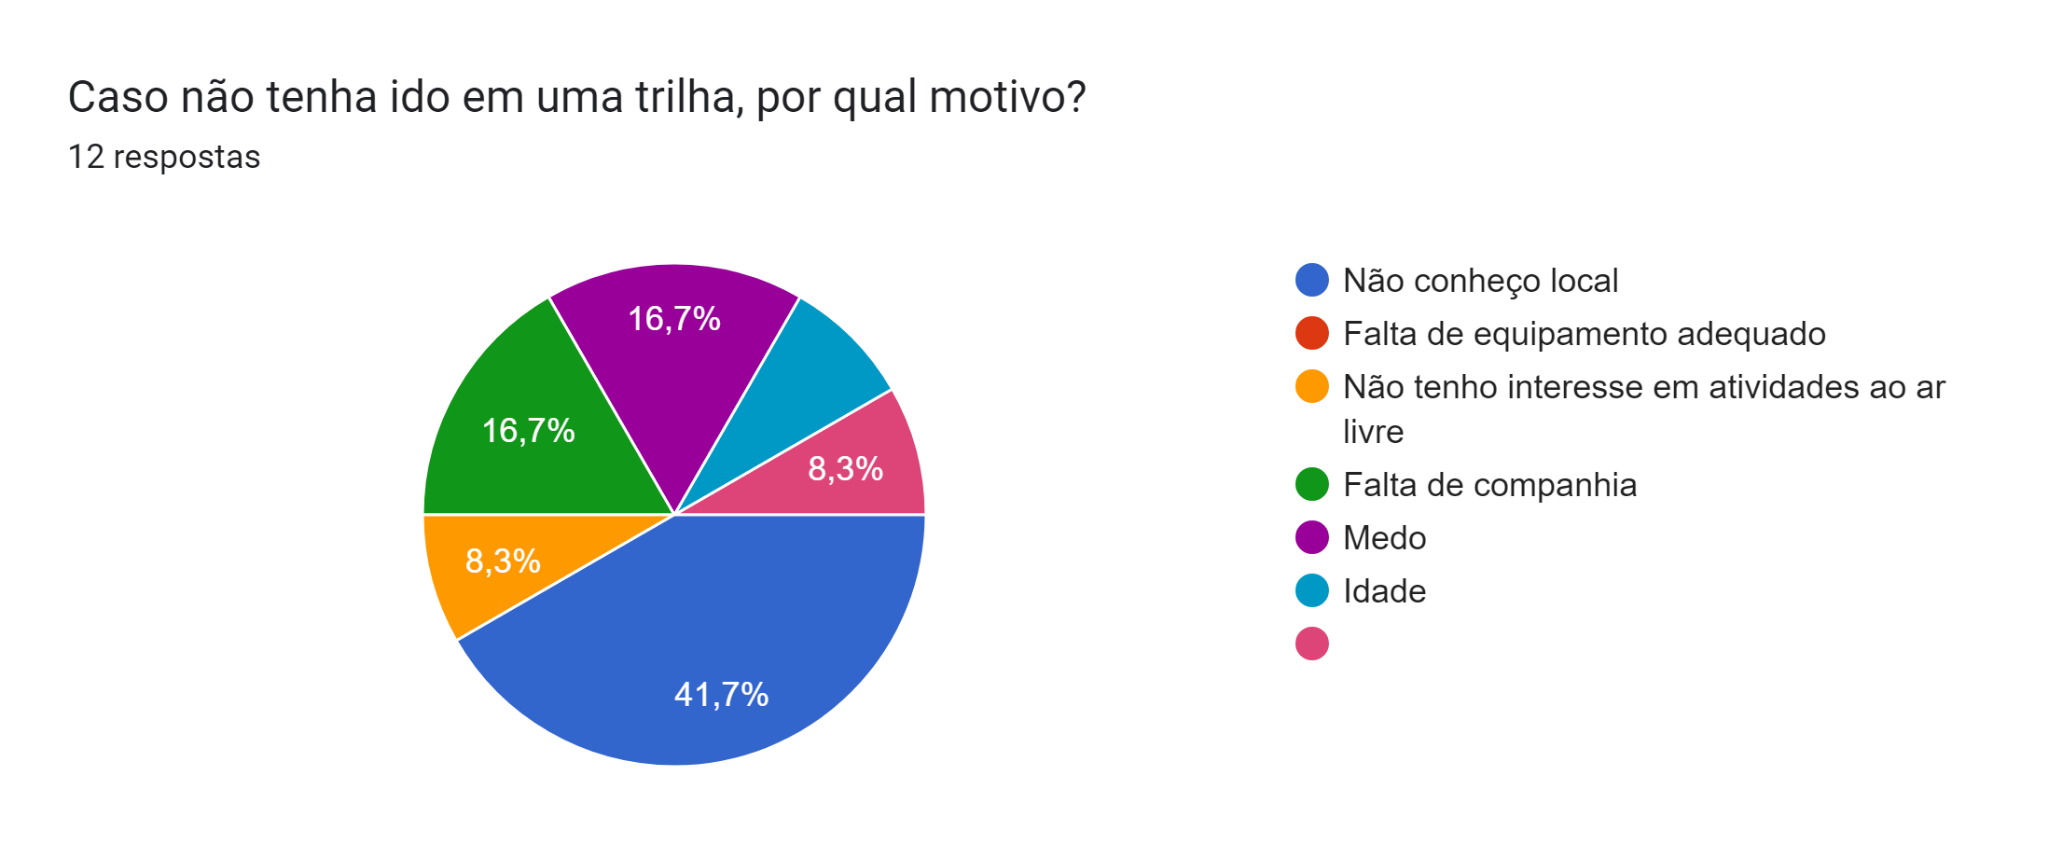 Caso não tenha ido em uma trilha, por qual motivo?
12 respostas
16,7%
16,7%
8,3%
8,3%
41,7%
Não conheço local
Falta de equipamento adequado
Não tenho interesse em atividades ao ar
livre
Falta de companhia
Medo
Idade